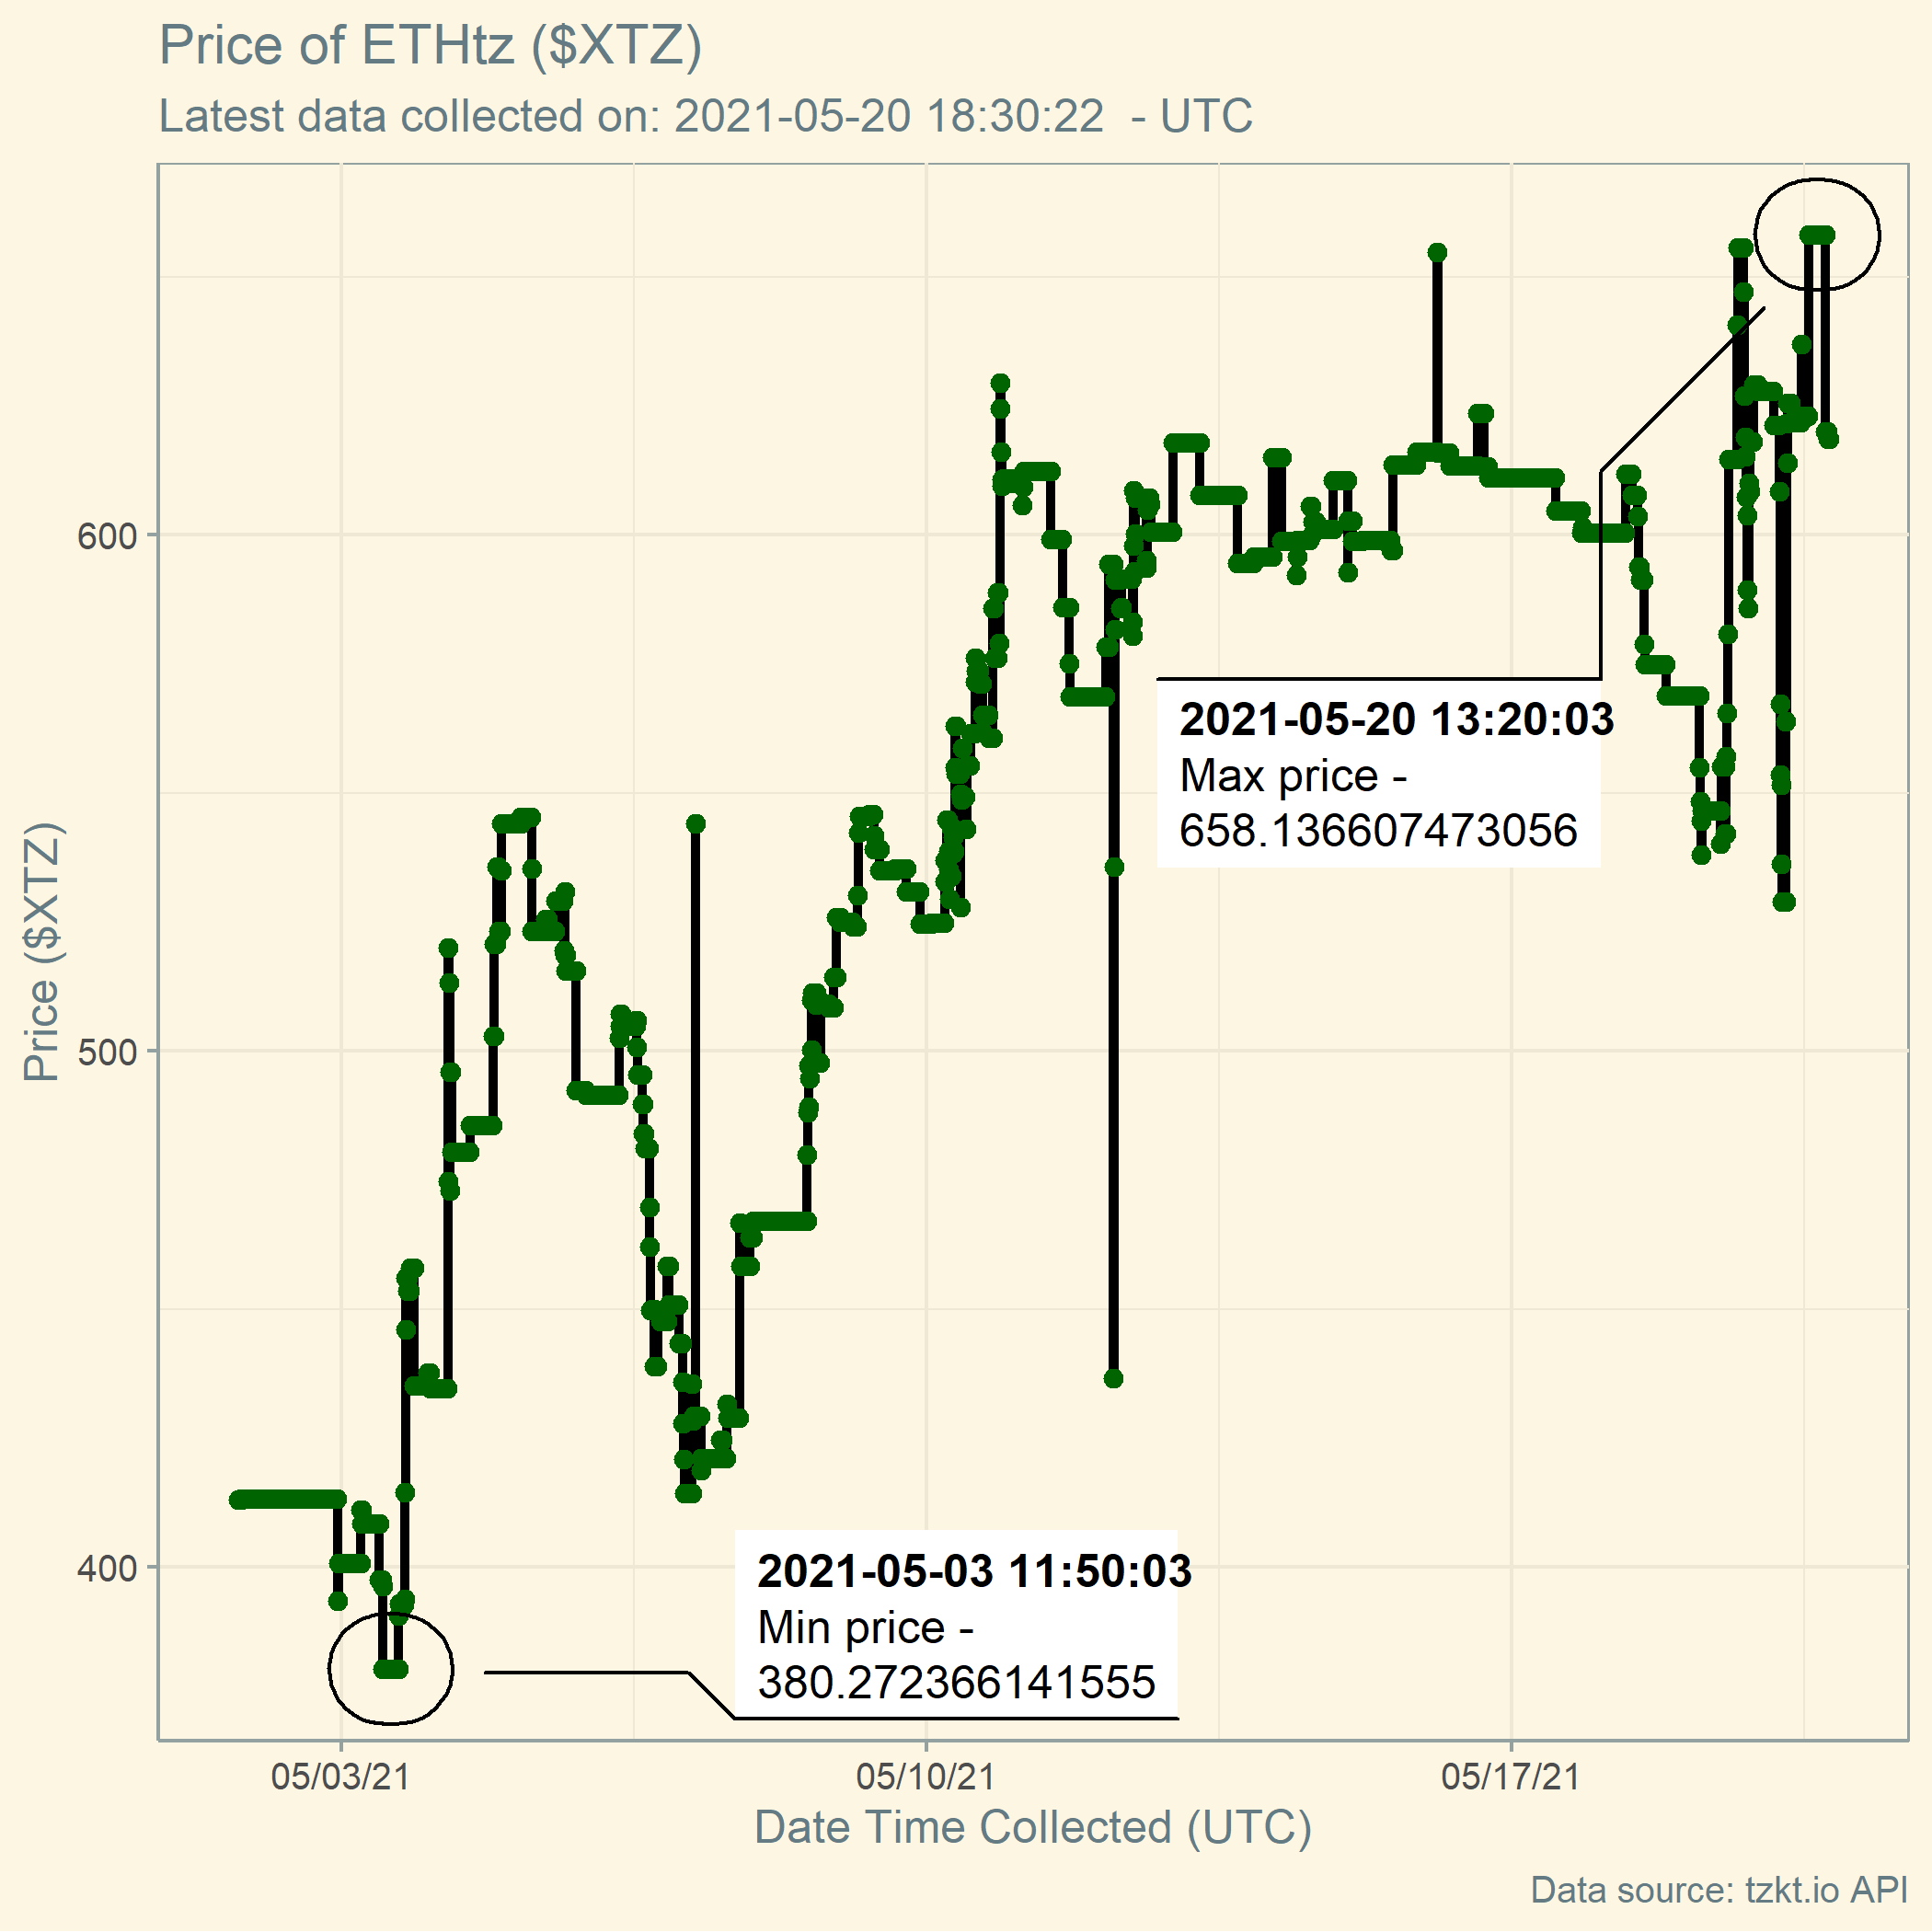 Price of ETHtz ($XTZ)
Latest data collected on: 2021-05-20 18:30:22  - UTC
Price ($XTZ)
600
500
400
2021-05-20 13:20:03
Max price -
658.136607473056
2021-05-03 11:50:03
Min price -
380.272366141555
05/03/21
05/10/21
05/17/21
Date Time Collected (UTC)
Data source: tzkt.io API